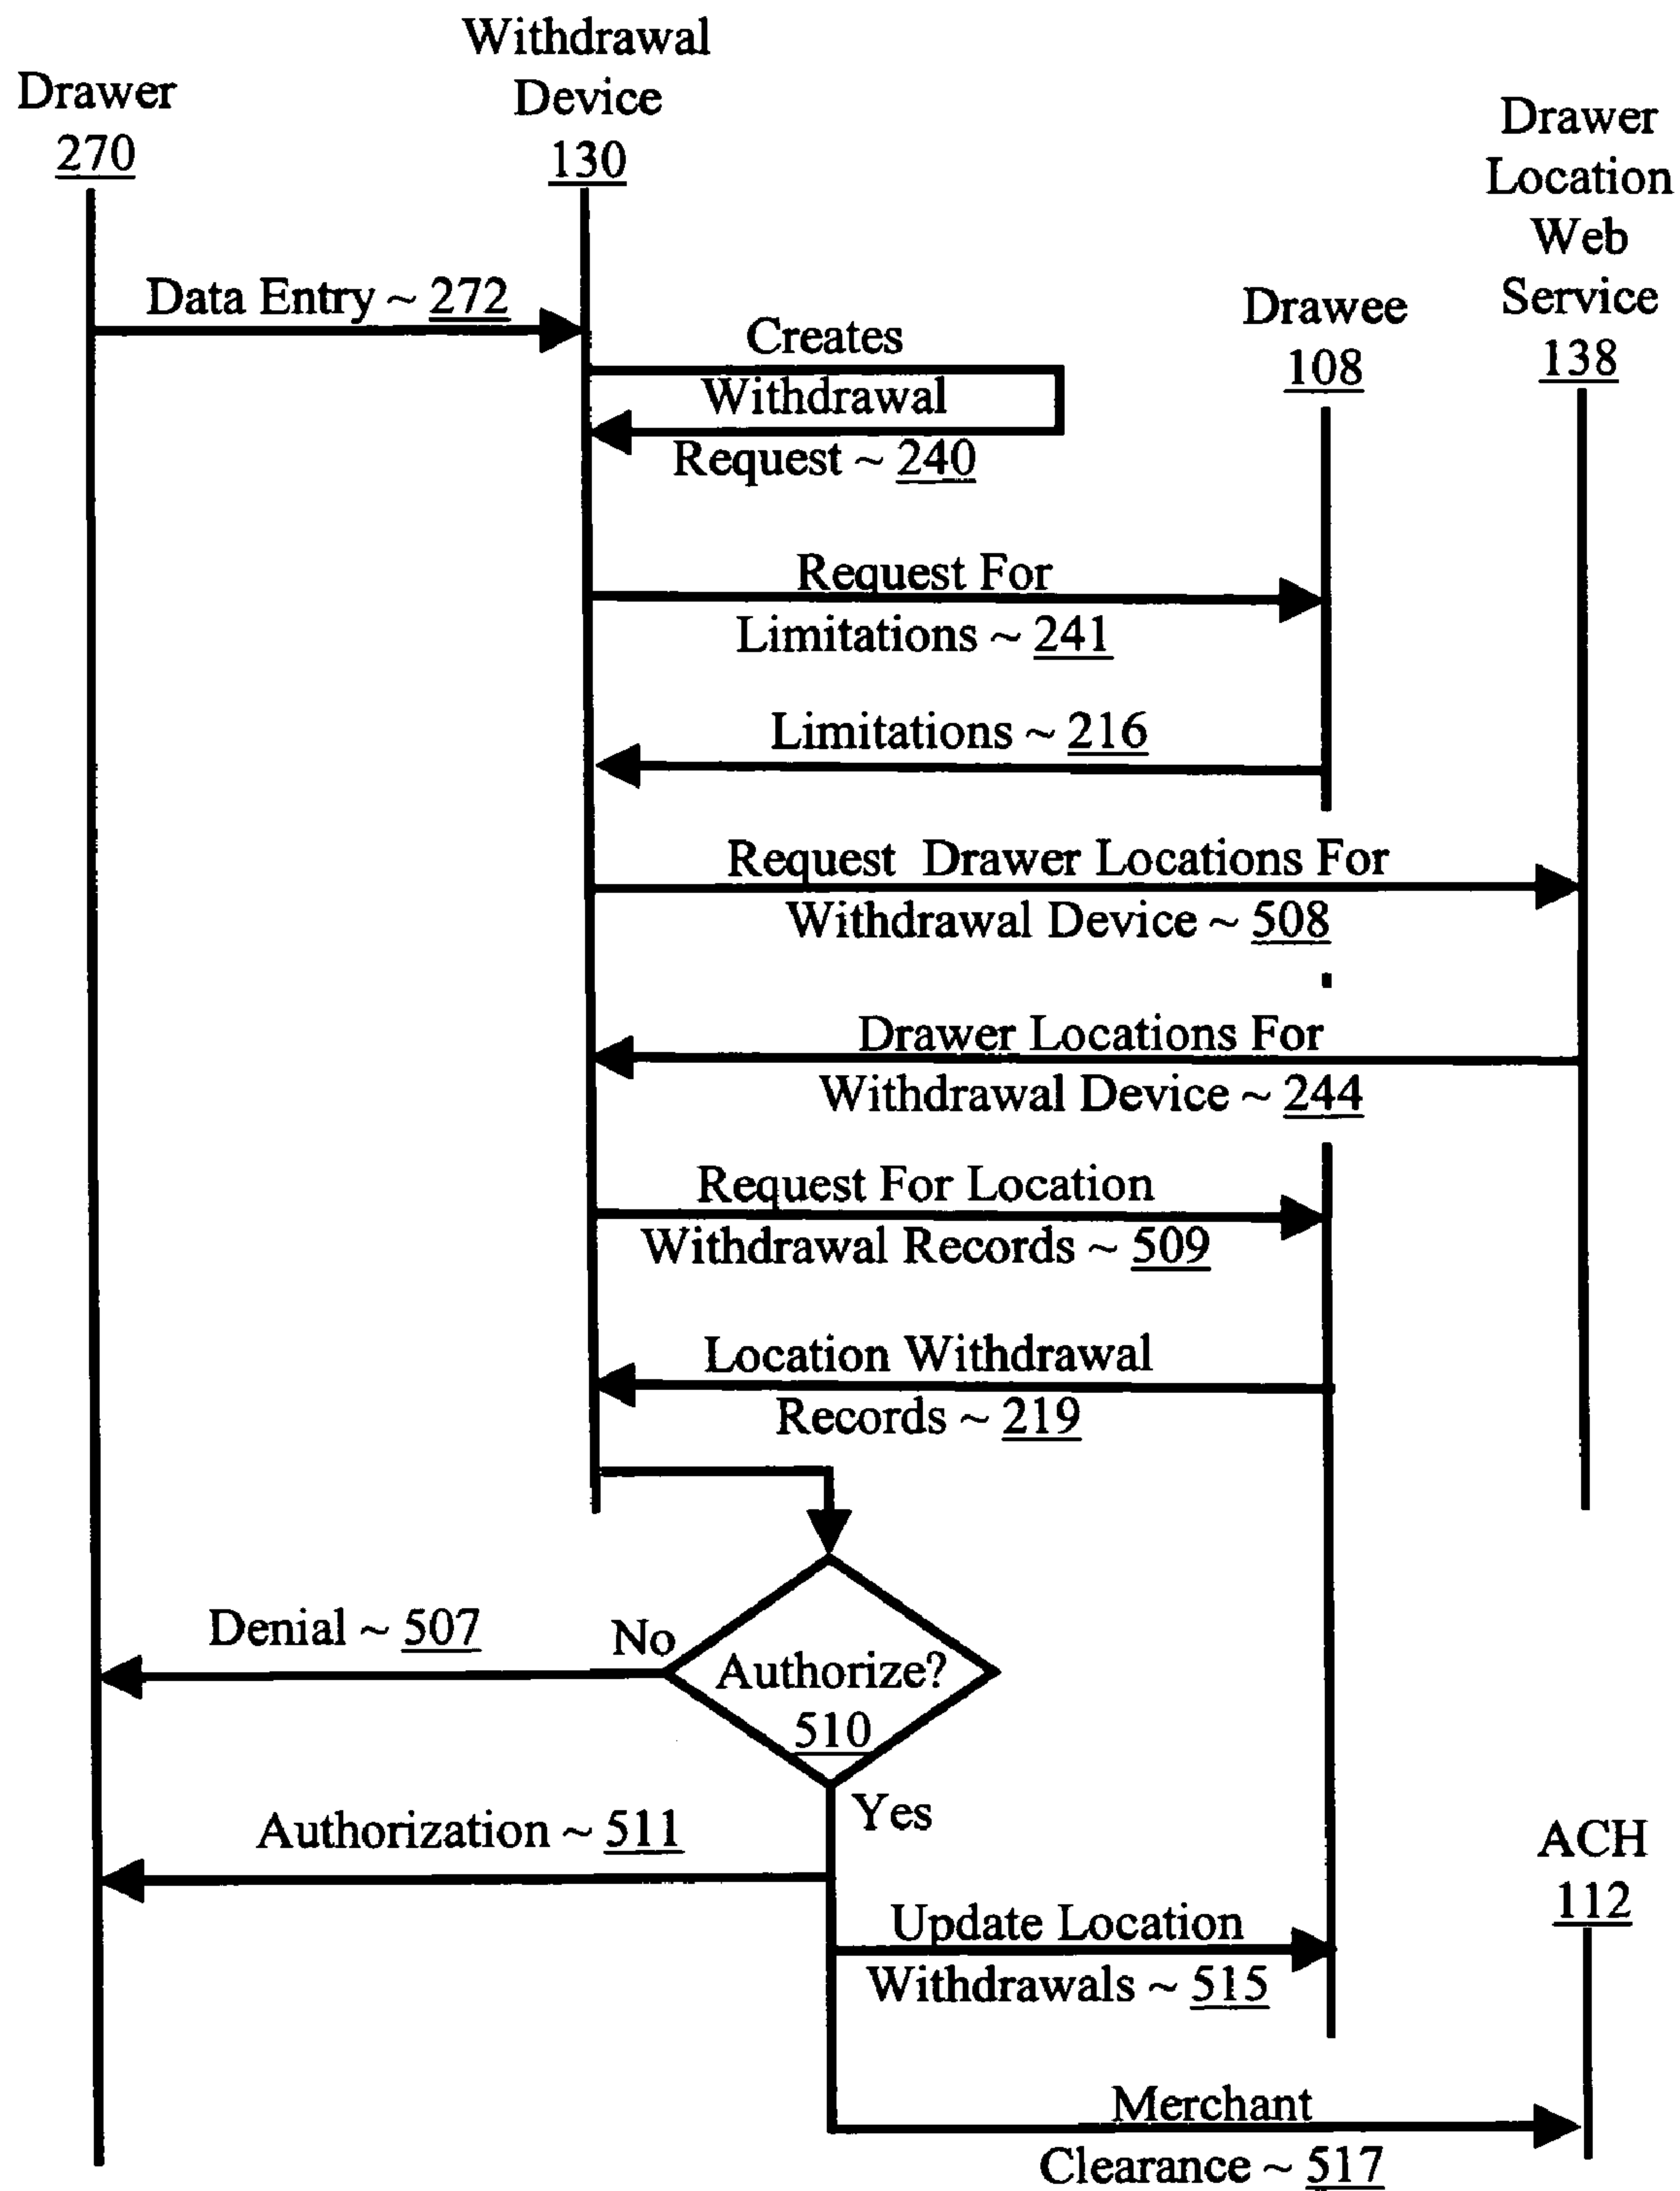 Withdrawal
Device
130
Drawer
270
Drawer
Location
Web
Service
138
Drawee
108
Data Entry ~ 272
Creates
Withdrawal
Request ~ 240
Request For
Limitations ~ 241
Limitations ~ 216
Request Drawer Locations For
Withdrawal Device ~ 508
Drawer Locations For
Withdrawal Device ~ 244
Request For Location
Withdrawal Records ~ 509
Location Withdrawal
Records ~ 219
Denial ~ 507
No
Authorize?
510
Yes
Authorization ~ 511
ACH
112
Update Location
Withdrawals ~ 515
Merchant
Clearance ~ 517